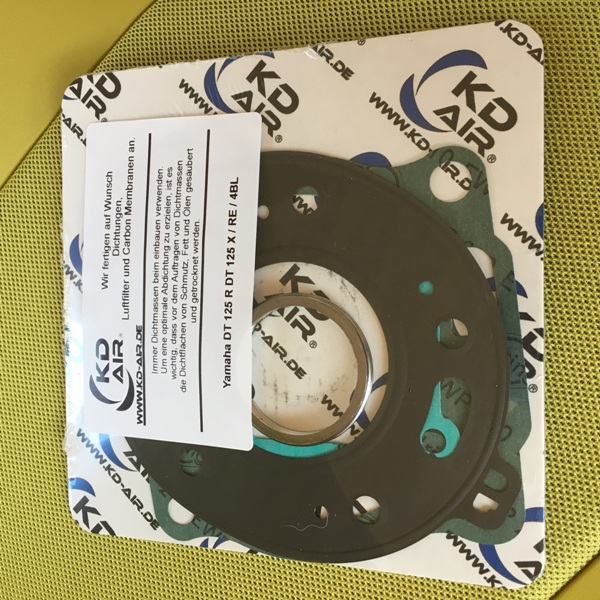 Wir fertigen auf Wunsch
Dichtungen,
Luftfilter und Carbon Membranen an.
KD
AIR®
WWW.KD-AIR.DE
Immer Dichtmassen beim einbauen verwenden.
Um eine optimale Abdichtung zu erzielen, ist es
wichtig, dass vor dem Auftragen von Dichtmassen
die Dichtflächen von Schmutz, Fett und Ölen gesäubert
und getrocknet werden.
Yamaha DT 125 R DT 125 X / RE / 4BL
KD
AIR®
WWW.KD-AIR.DE